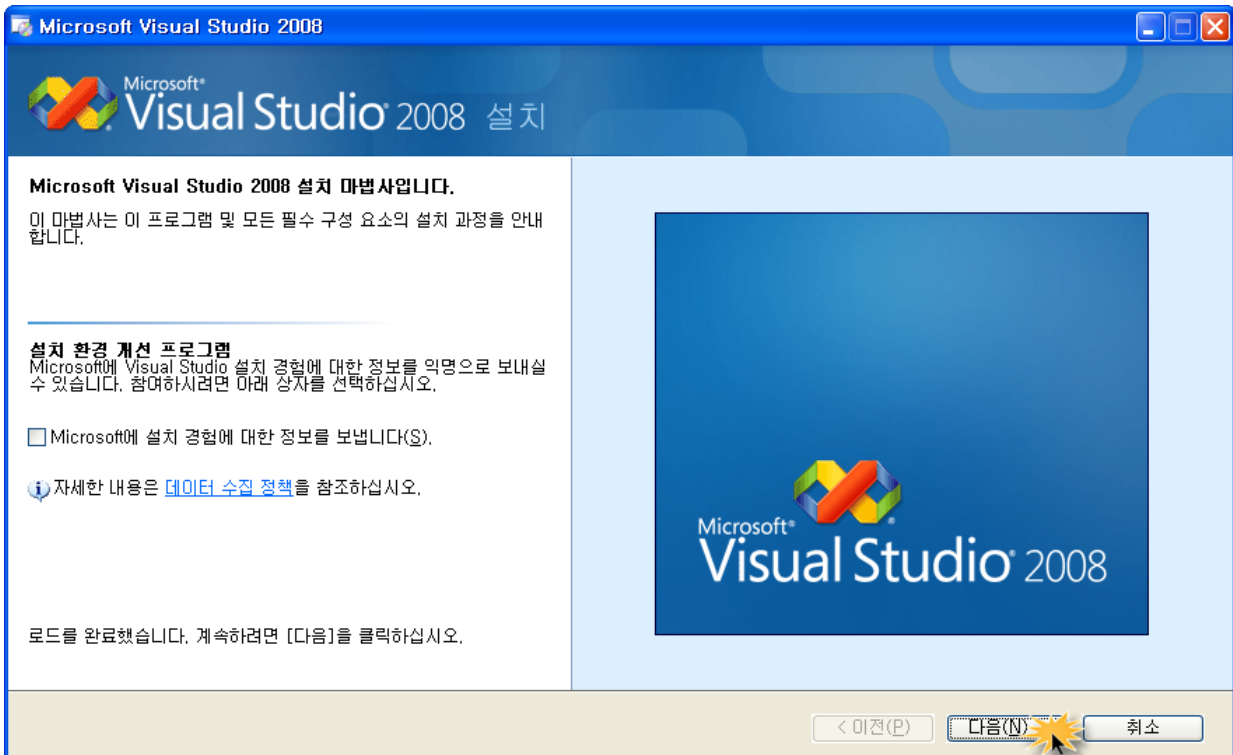 Microsoft Visual Studio 2008
Microsoft®
Visual Studio® 2008 설치
Microsoft Visual Studio 2008 설치 마법사입니다.
이 마법사는 이 프로그램 및 모든 필수 구성 요소의 설치 과정을 안내
합니다.
설치 환경 개선 프로그램
Microsoft에 Visual Studio 설치 경험에 대한 정보를 익명으로 보내실
수 있습니다. 참여하시려면 아래 상자를 선택하십시오.
Microsoft에 설치 경험에 대한 정보를 보냅니다(S).
자세한 내용은 데이터 수집 정책을 참조하십시오.
로드를 완료했습니다. 계속하려면 [다음]을 클릭하십시오.
Microsoft®
Visual Studio® 2008
< 이전(P)
다음(N)
취소